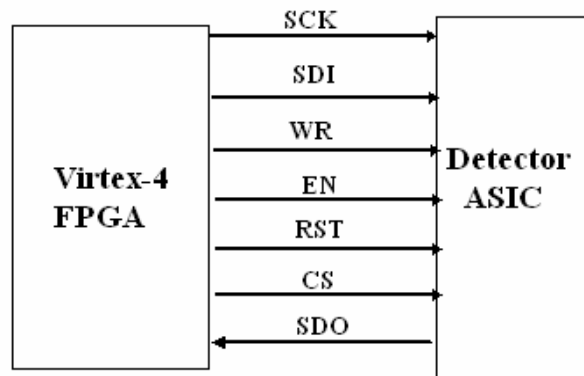 SCK
SDI
WR
EN
RST
CS
SDO
Virtex-4
FPGA
Detector
ASIC